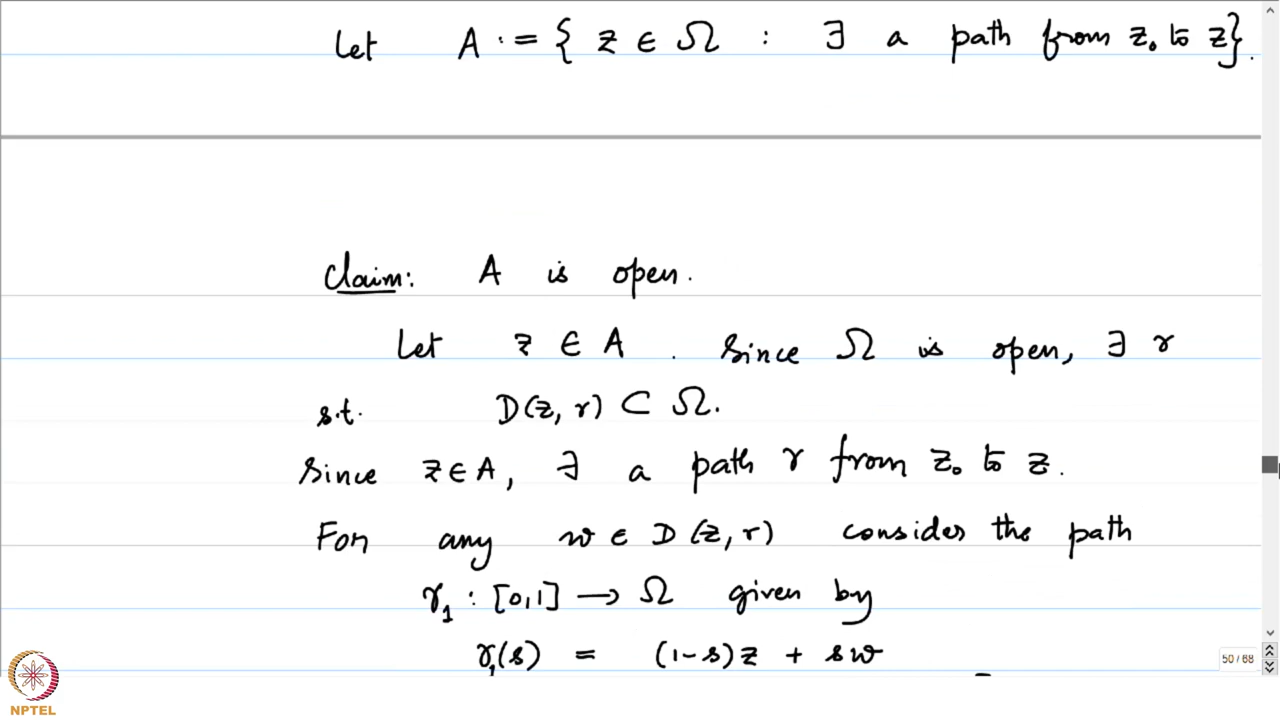 Let A := { z ∈ Ω : ∃ a path from z₀ to z}.
Claim: A is open.
Let z ∈ A . Since Ω is open, ∃ r
s.t. D(z, r) ⊂ Ω.
Since z ∈ A, ∃ a path γ from z₀ to z.
For any w ∈ D(z, r) consider the path
γ₁ : [0,1] → Ω given by
γ₁(s) = (1-s)z + sw
50 / 68
NPTEL